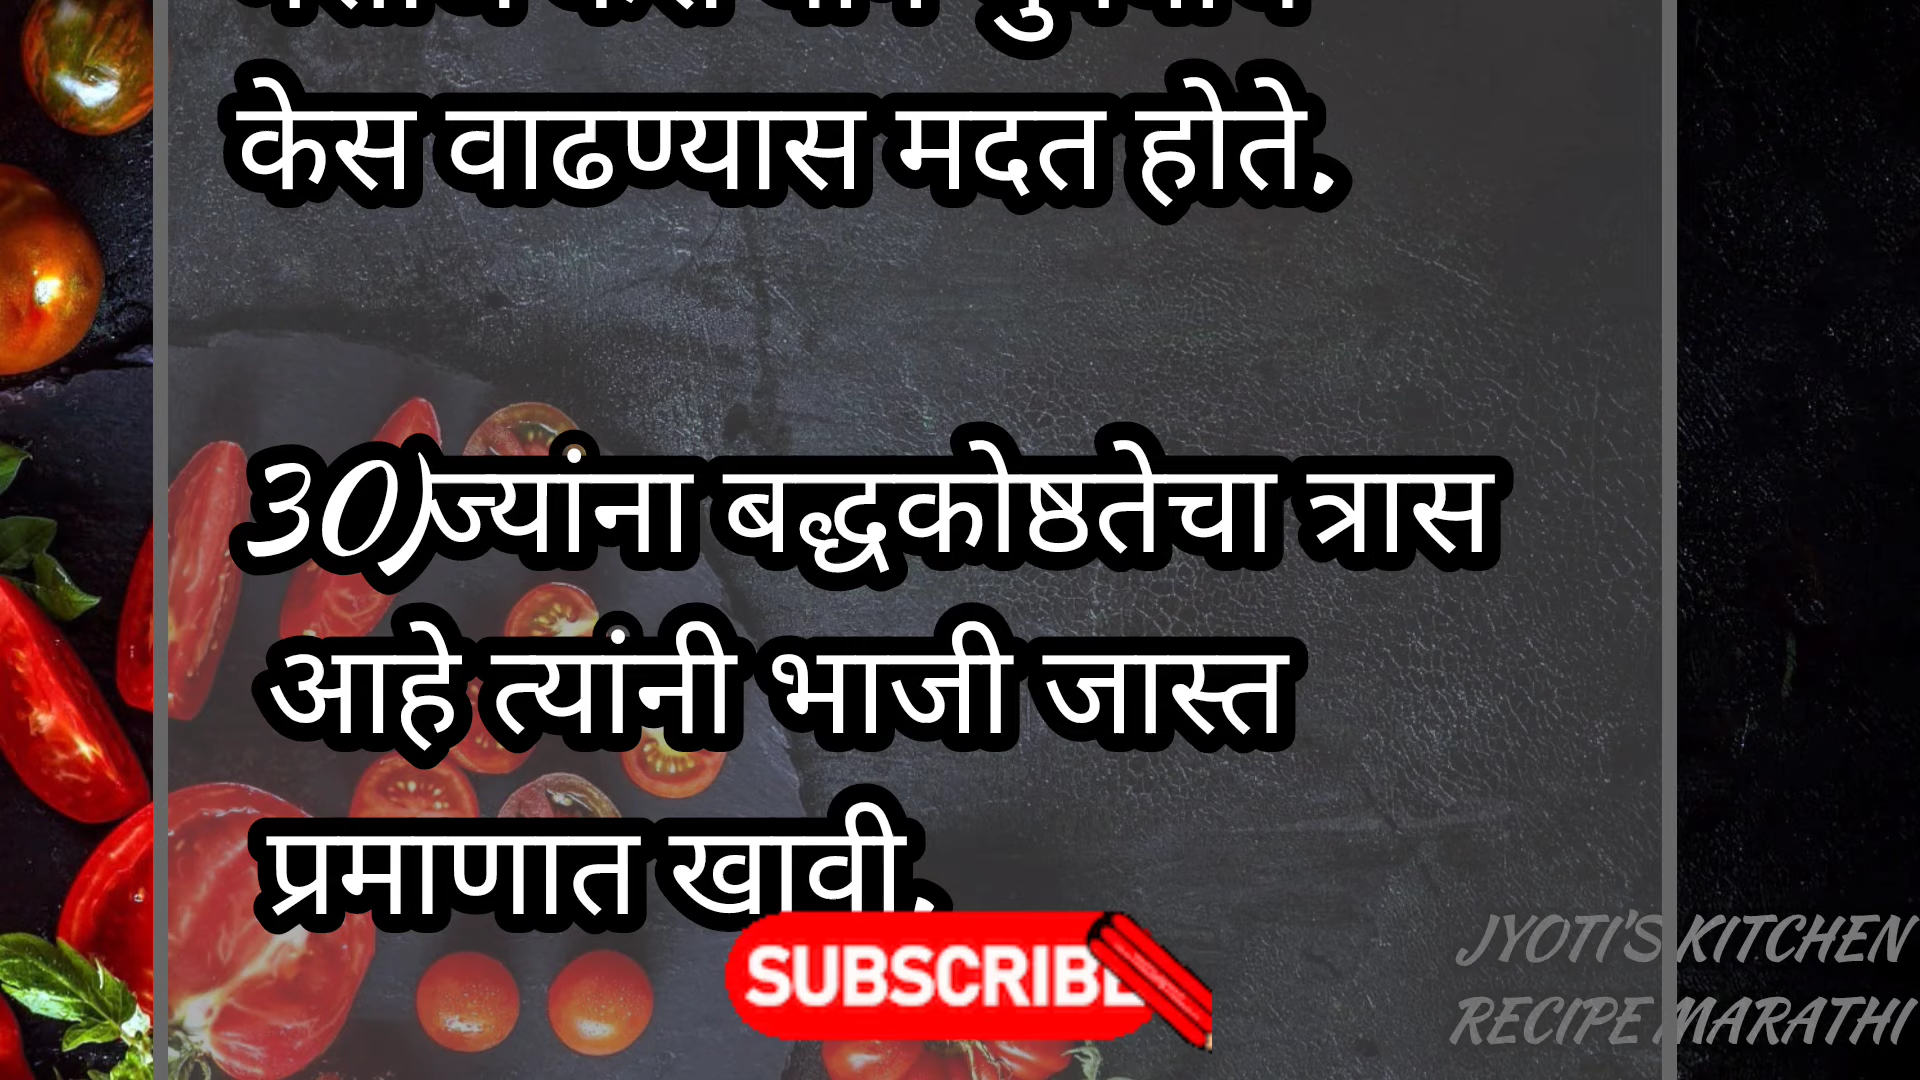 केस वाढण्यास मदत होते.
30)ज्यांना बद्धकोष्ठतेचा त्रास
आहे त्यांनी भाजी जास्त
प्रमाणात खावी.
SUBSCRIBE
JYOTI'S KITCHEN
RECIPE MARATHI